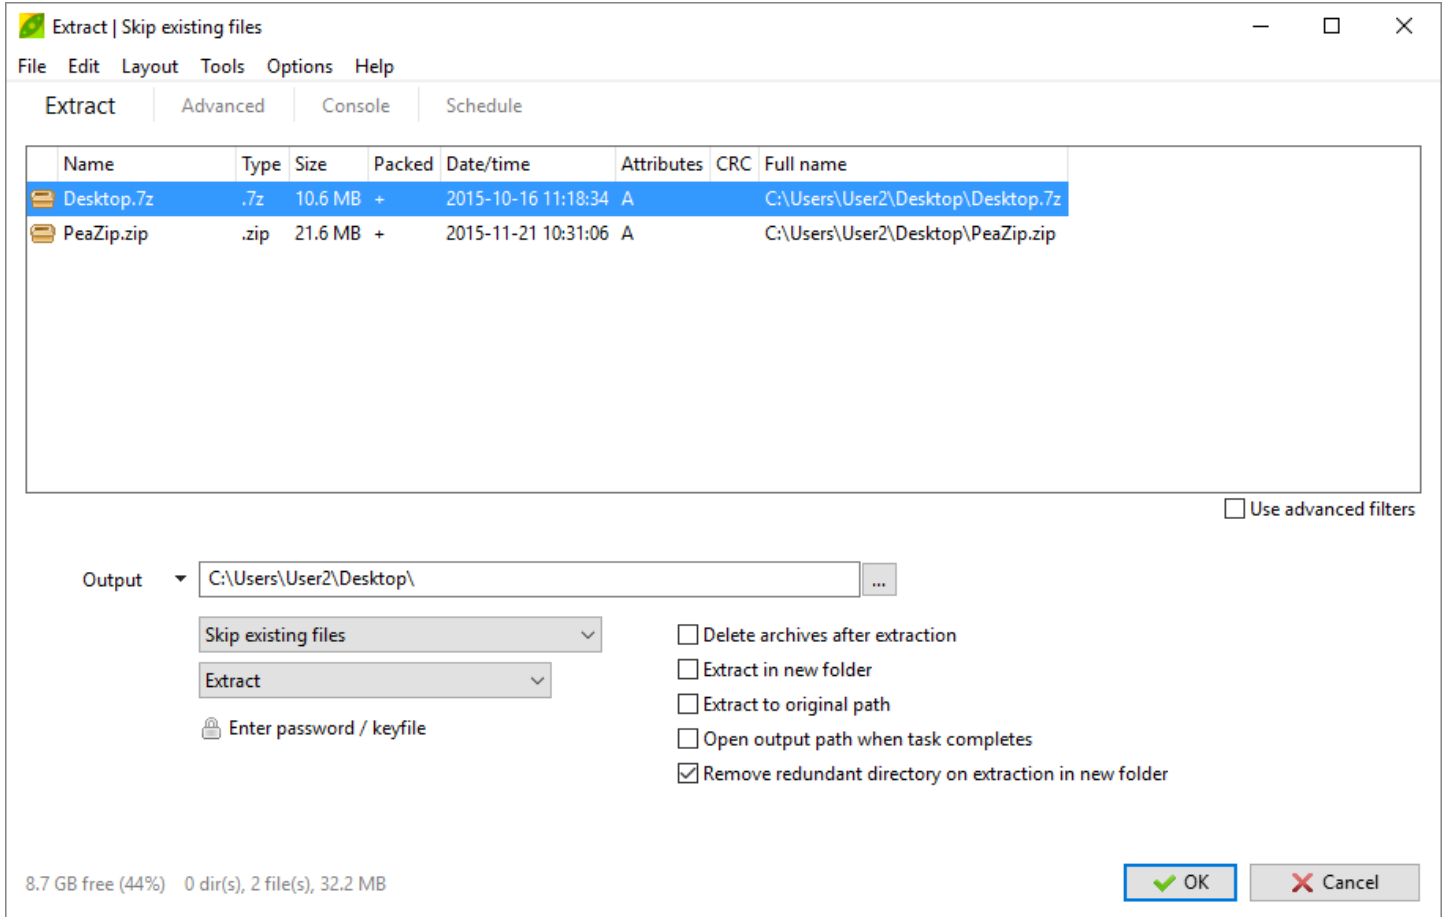 Extract | Skip existing files
File Edit Layout Tools Options Help
Extract Advanced Console Schedule
Name Type Size Packed Date/time Attributes CRC Full name
Desktop.7z .7z 10.6 MB + 2015-10-16 11:18:34 A C:\Users\User2\Desktop\Desktop.7z
PeaZip.zip .zip 21.6 MB + 2015-11-21 10:31:06 A C:\Users\User2\Desktop\PeaZip.zip
Use advanced filters
Output C:\Users\User2\Desktop\ ...
Skip existing files
Extract
Enter password / keyfile
Delete archives after extraction
Extract in new folder
Extract to original path
Open output path when task completes
Remove redundant directory on extraction in new folder
8.7 GB free (44%) 0 dir(s), 2 file(s), 32.2 MB
OK Cancel